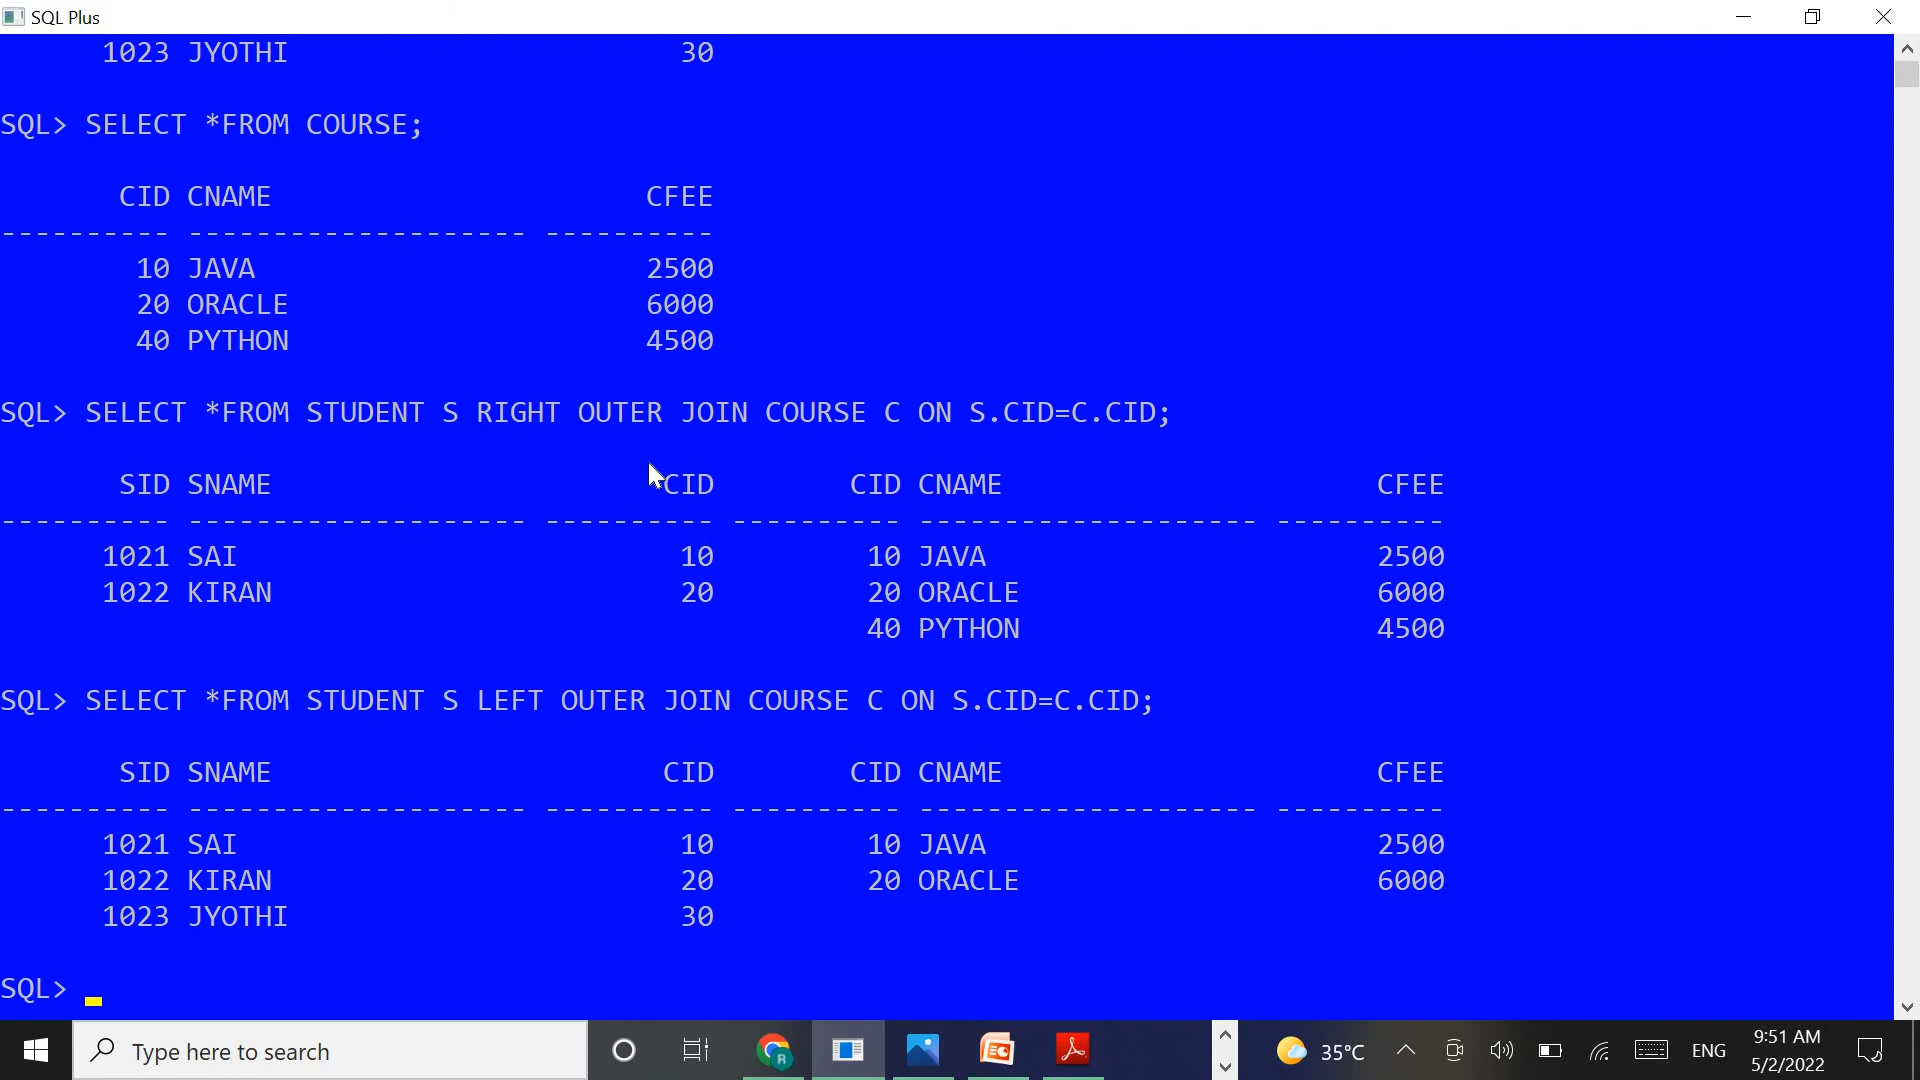 SQL Plus
1023 JYOTHI 30
SQL> SELECT *FROM COURSE;
CID CNAME CFEE
---------- -------------------- ----------
10 JAVA 2500
20 ORACLE 6000
40 PYTHON 4500
SQL> SELECT *FROM STUDENT S RIGHT OUTER JOIN COURSE C ON S.CID=C.CID;
SID SNAME CID CID CNAME CFEE
---------- -------------------- ---------- ---------- -------------------- ----------
1021 SAI 10 10 JAVA 2500
1022 KIRAN 20 20 ORACLE 6000
40 PYTHON 4500
SQL> SELECT *FROM STUDENT S LEFT OUTER JOIN COURSE C ON S.CID=C.CID;
SID SNAME CID CID CNAME CFEE
---------- -------------------- ---------- ---------- -------------------- ----------
1021 SAI 10 10 JAVA 2500
1022 KIRAN 20 20 ORACLE 6000
1023 JYOTHI 30
SQL>
Type here to search
R
35°C
ENG
9:51 AM
5/2/2022